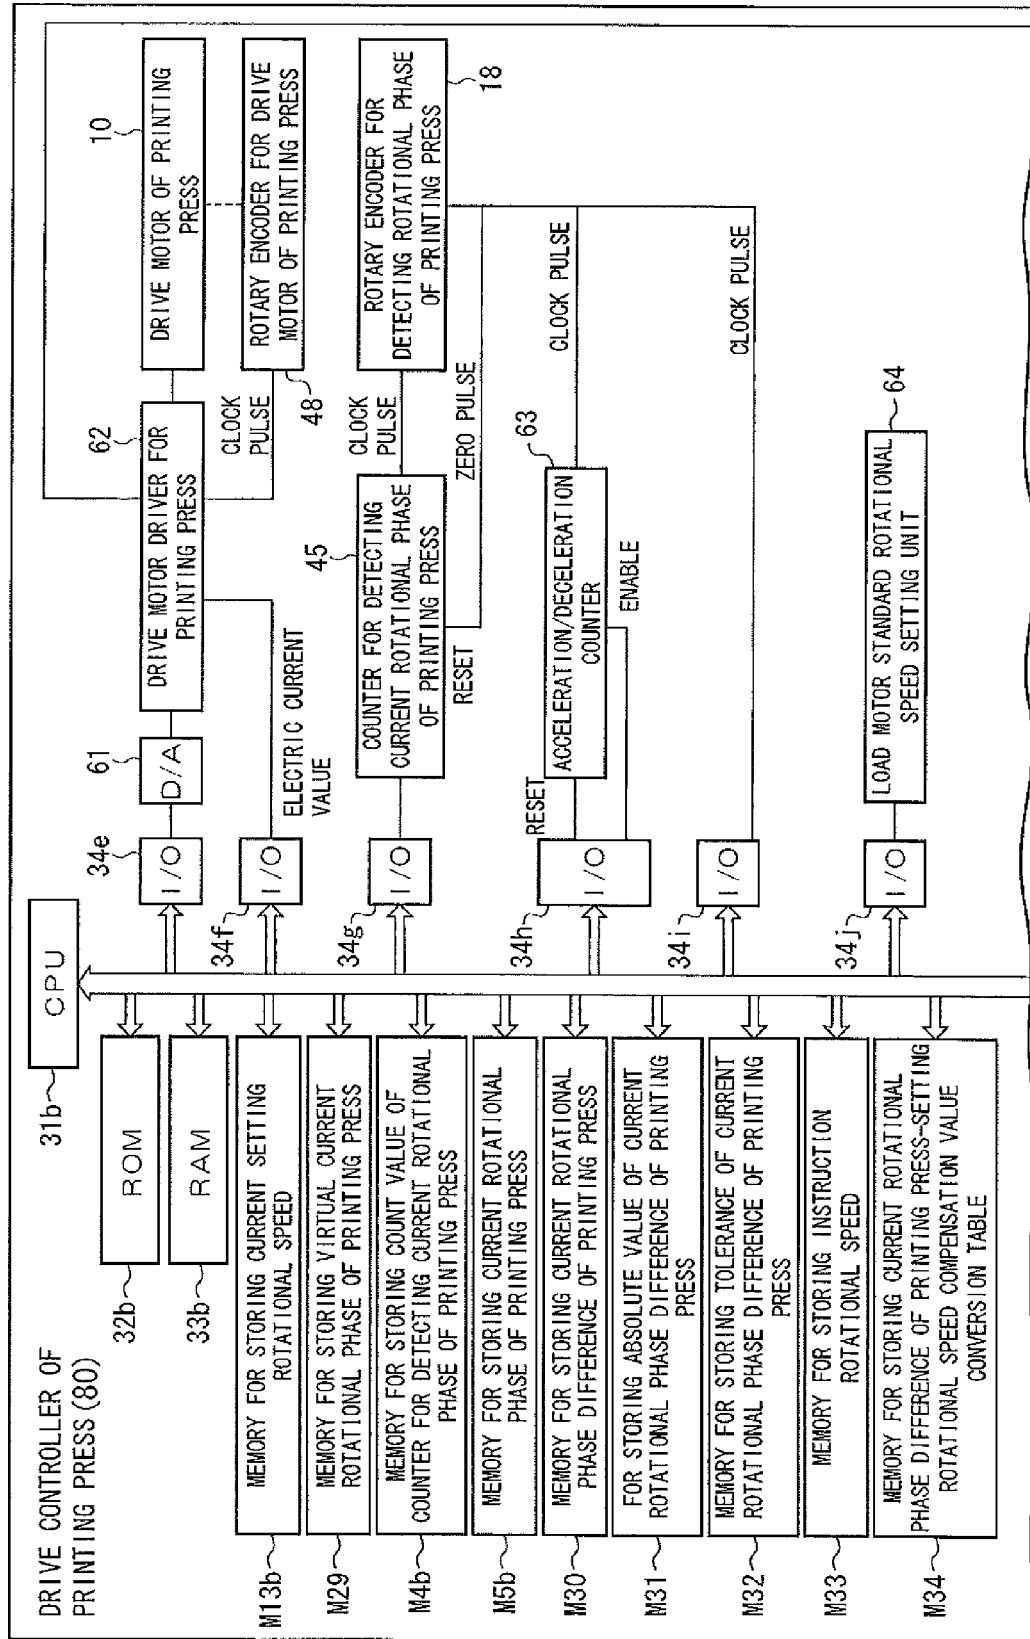 DRIVE CONTROLLER OF
PRINTING PRESS(80)
31b
CPU
32b
ROM
33b
RAM
M13b
MEMORY FOR STORING CURRENT SETTING
ROTATIONAL SPEED
M29
MEMORY FOR STORING VIRTUAL CURRENT
ROTATIONAL PHASE OF PRINTING PRESS
M4b
MEMORY FOR STORING COUNT VALUE OF
COUNTER FOR DETECTING CURRENT ROTATIONAL
PHASE OF PRINTING PRESS
M5b
MEMORY FOR STORING CURRENT ROTATIONAL
PHASE OF PRINTING PRESS
M30
MEMORY FOR STORING CURRENT ROTATIONAL
PHASE DIFFERENCE OF PRINTING PRESS
M31
FOR STORING ABSOLUTE VALUE OF CURRENT
ROTATIONAL PHASE DIFFERENCE OF PRINTING
PRESS
M32
MEMORY FOR STORING TOLERANCE OF CURRENT
ROTATIONAL PHASE DIFFERENCE OF PRINTING
PRESS
M33
MEMORY FOR STORING INSTRUCTION
ROTATIONAL SPEED
M34
MEMORY FOR STORING CURRENT ROTATIONAL
PHASE DIFFERENCE OF PRINTING PRESS-SETTING
ROTATIONAL SPEED COMPENSATION VALUE
CONVERSION TABLE
34e
I/O
61
D/A
62
DRIVE MOTOR DRIVER FOR
PRINTING PRESS
10
DRIVE MOTOR OF PRINTING
PRESS
34f
I/O
ELECTRIC CURRENT
VALUE
CLOCK
PULSE
48
ROTARY ENCODER FOR DRIVE
MOTOR OF PRINTING PRESS
34g
I/O
45
COUNTER FOR DETECTING
CURRENT ROTATIONAL PHASE
OF PRINTING PRESS
RESET
CLOCK
PULSE
ZERO PULSE
18
ROTARY ENCODER FOR
DETECTING ROTATIONAL PHASE
OF PRINTING PRESS
34h
I/O
RESET
63
ACCELERATION/DECELERATION
COUNTER
ENABLE
CLOCK PULSE
34i
I/O
CLOCK PULSE
34j
I/O
64
LOAD MOTOR STANDARD ROTATIONAL
SPEED SETTING UNIT